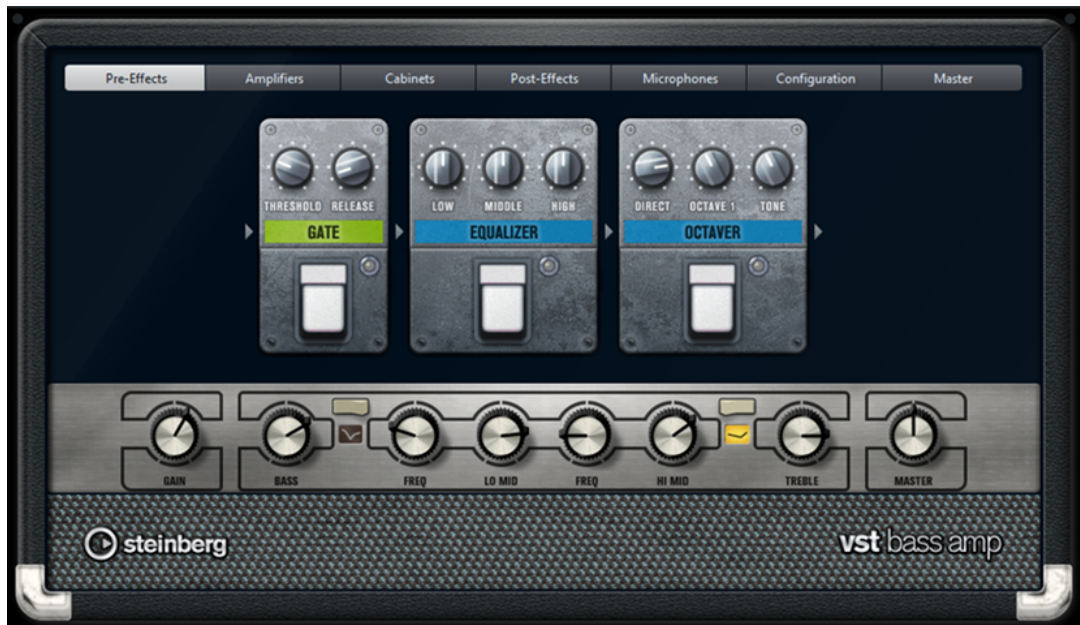 Pre-Effects Amplifiers Cabinets Post-Effects Microphones Configuration Master
THRESHOLD RELEASE LOW MIDDLE HIGH DIRECT OCTAVE 1 TONE
GATE EQUALIZER OCTAVER
GAIN BASS FREQ LO MID FREQ HI MID TREBLE MASTER
steinberg vst bass amp